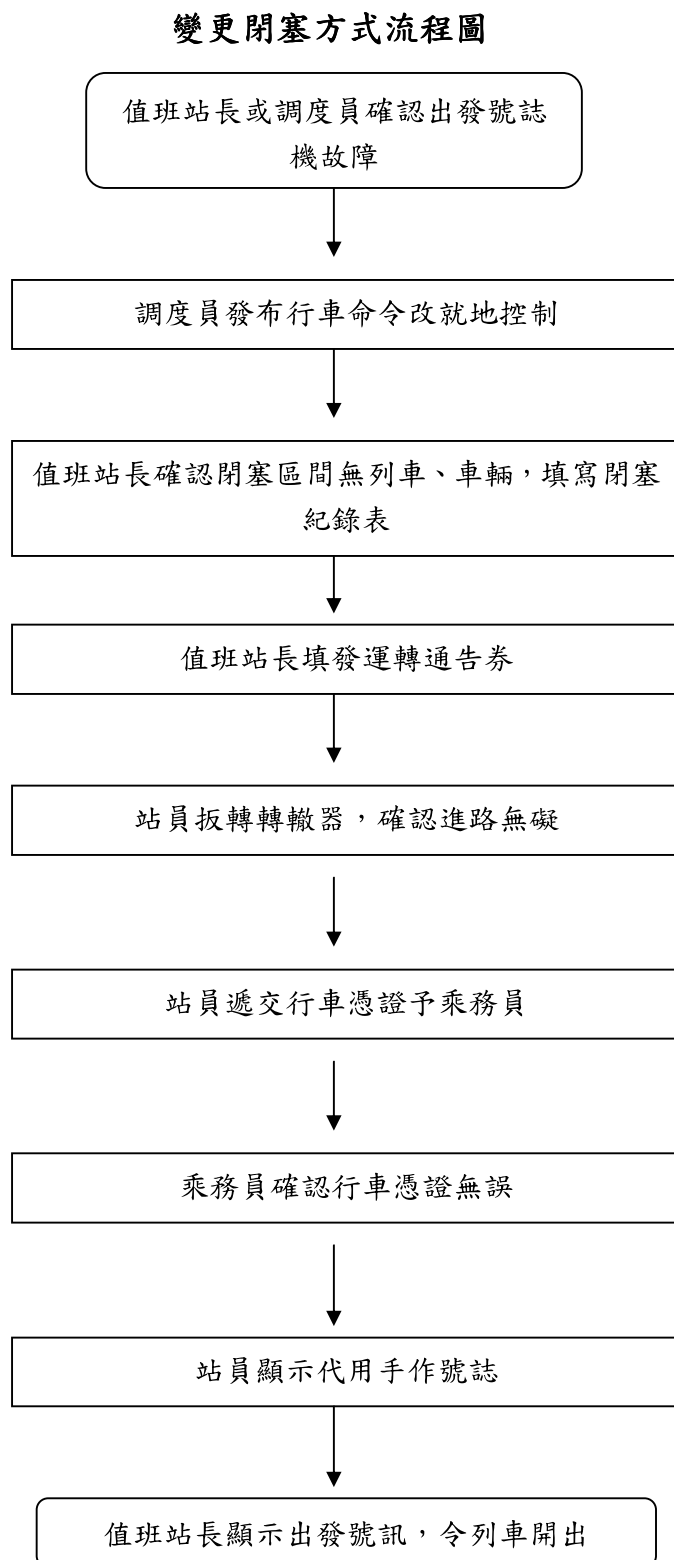 變更閉塞方式流程圖
值班站長或調度員確認出發號誌
機故障
調度員發布行車命令改就地控制
值班站長確認閉塞區間無列車、車輛，填寫閉塞
紀錄表
值班站長填發運轉通告券
站員扳轉轉轍器，確認進路無礙
站員遞交行車憑證予乘務員
乘務員確認行車憑證無誤
站員顯示代用手作號誌
值班站長顯示出發號訊，令列車開出